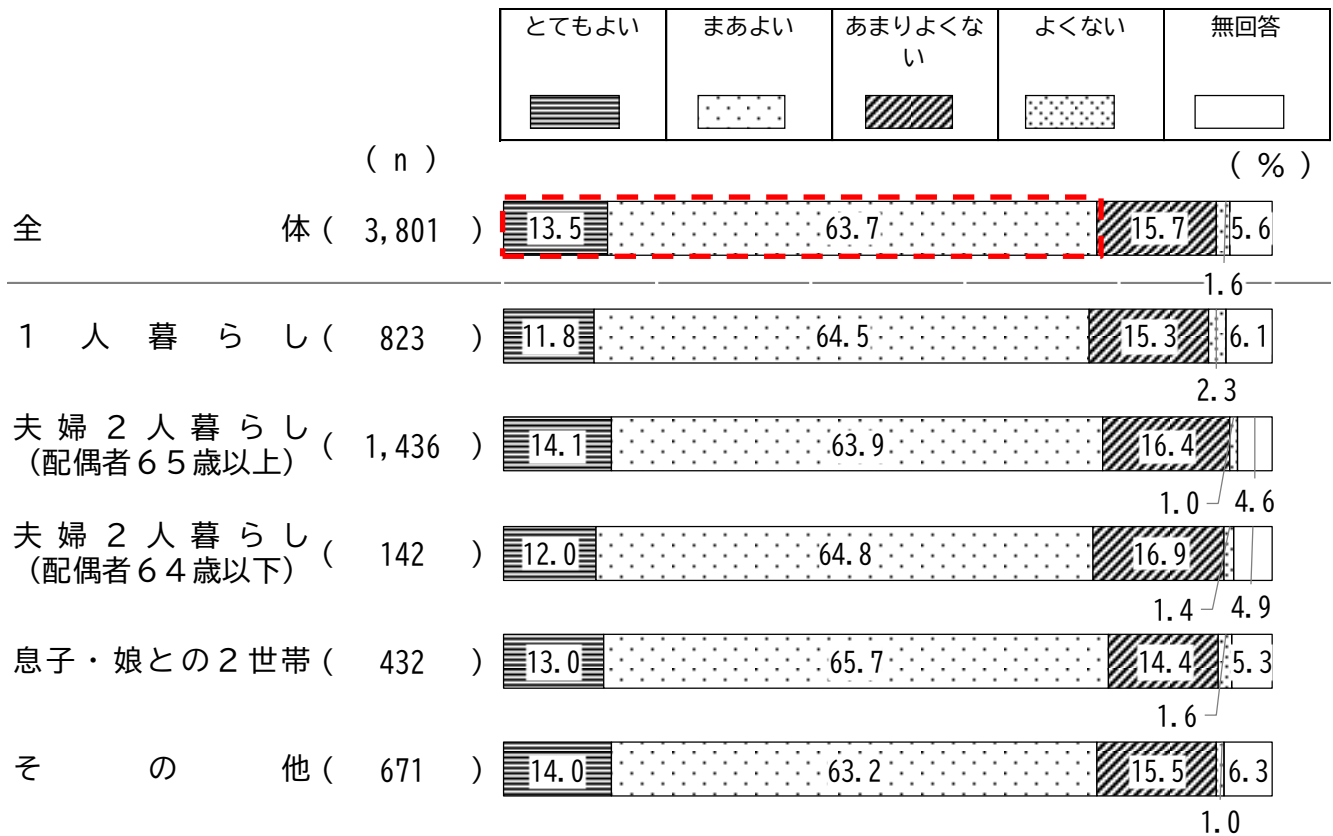 とてもよい まあよい あまりよくな
い よくない 無回答
(n) (%)
全体( 3,801 ) 13.5 63.7 15.7 5.6
1.6
１人暮らし( 823 ) 11.8 64.5 15.3 6.1
2.3
夫婦２人暮らし
(配偶者６５歳以上) ( 1,436 ) 14.1 63.9 16.4
1.0 4.6
夫婦２人暮らし
(配偶者６４歳以下) ( 142 ) 12.0 64.8 16.9
1.4 4.9
息子・娘との２世帯( 432 ) 13.0 65.7 14.4 5.3
1.6
その他( 671 ) 14.0 63.2 15.5 6.3
1.0